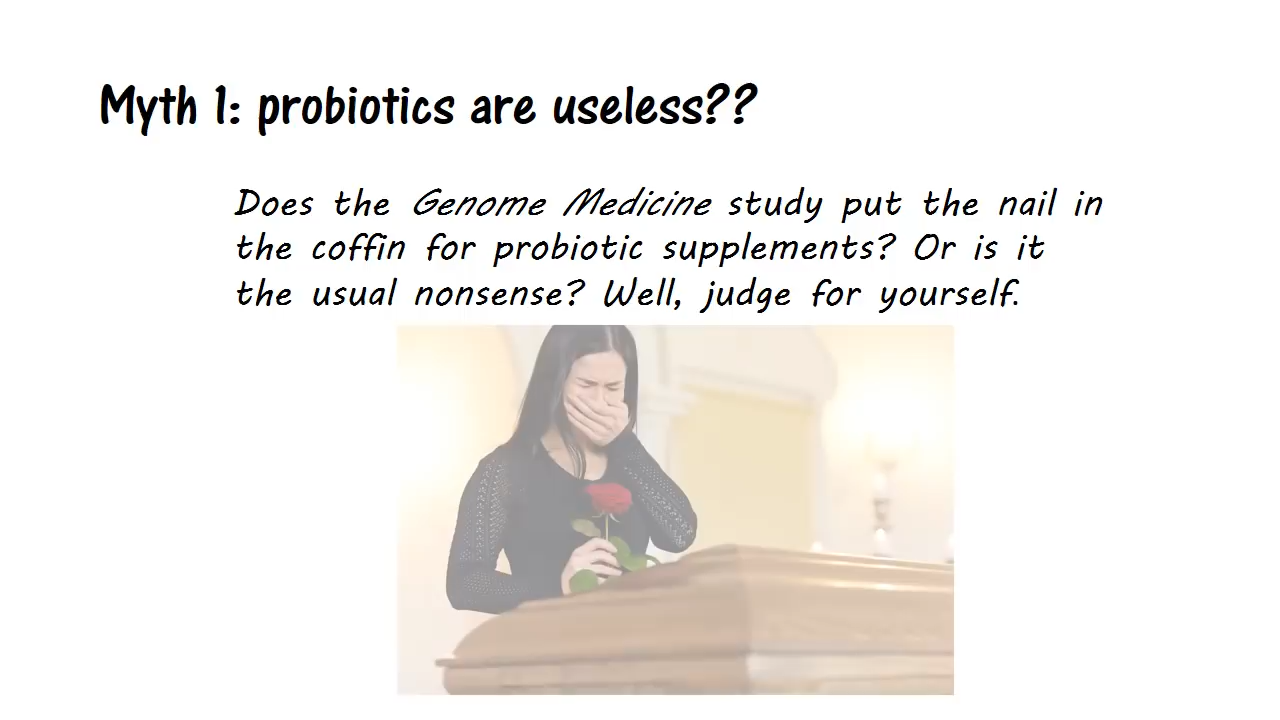 Myth 1: probiotics are useless??
Does the Genome Medicine study put the nail in
the coffin for probiotic supplements? Or is it
the usual nonsense? Well, judge for yourself.